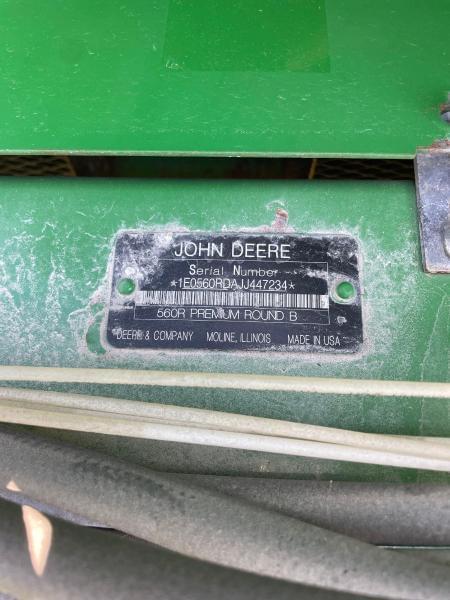 JOHN DEERE
Serial Number
*1E0560RDAJJ447234*
560R PREMIUM ROUND B
DEERE & COMPANY MOLINE, ILLINOIS MADE IN USA